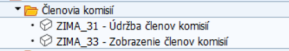 Členovia komisií
ZIMA_31 - Údržba členov komisií
ZIMA_33 - Zobrazenie členov komisií